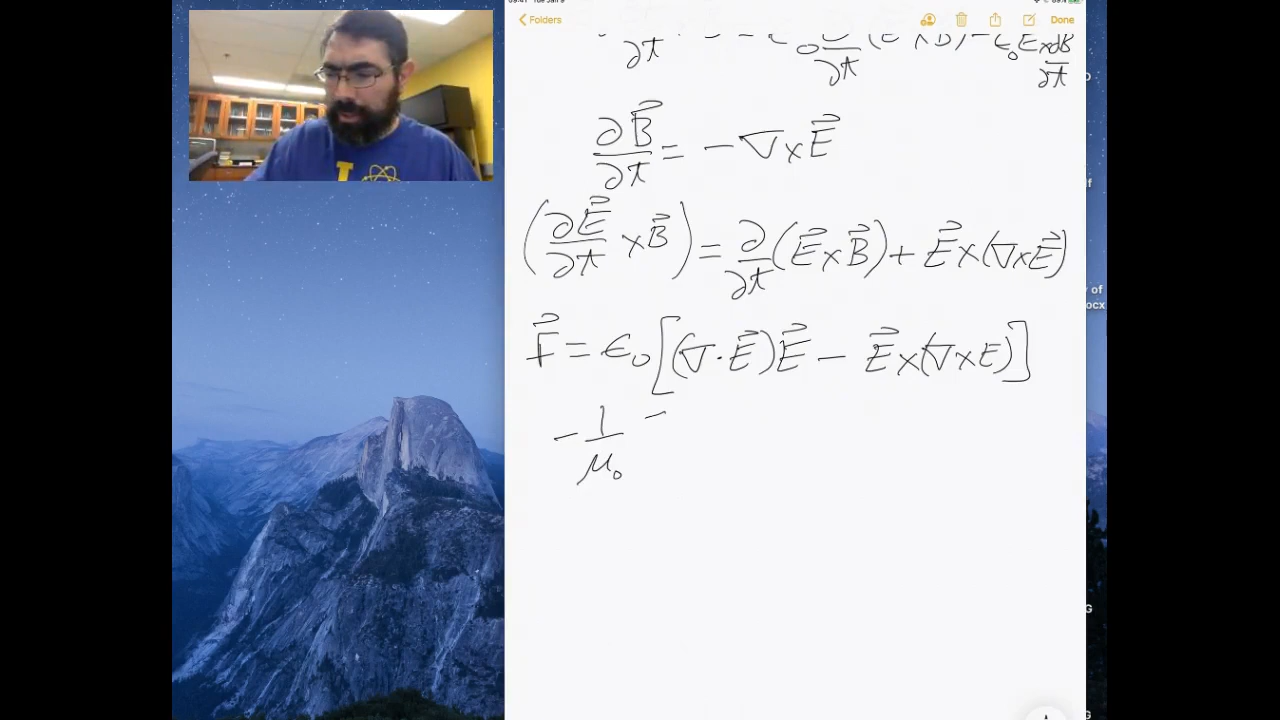 Folders Done
∂B⃗/∂t = -∇×E⃗
(∂E⃗/∂t ×B⃗) = ∂/∂t (E⃗×B⃗) + E⃗×(∇×E⃗)
f⃗ = ϵ₀[(∇·E⃗)E⃗ - E⃗×(∇×E)]
-1/μ₀